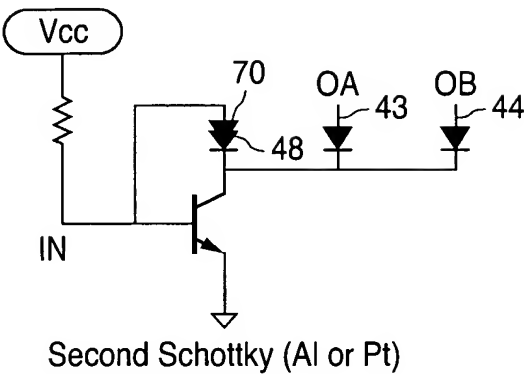 Vcc
70
OA
43
OB
44
48
IN
Second Schottky (Al or Pt)